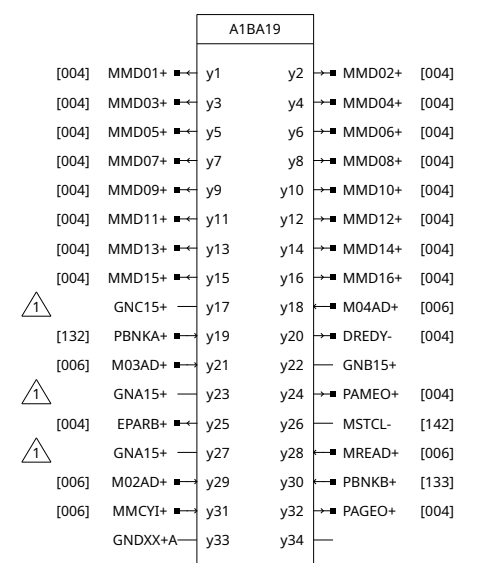 A1BA19
[004] MMD01+ y1 y2 MMD02+ [004]
[004] MMD03+ y3 y4 MMD04+ [004]
[004] MMD05+ y5 y6 MMD06+ [004]
[004] MMD07+ y7 y8 MMD08+ [004]
[004] MMD09+ y9 y10 MMD10+ [004]
[004] MMD11+ y11 y12 MMD12+ [004]
[004] MMD13+ y13 y14 MMD14+ [004]
[004] MMD15+ y15 y16 MMD16+ [004]
1 GNC15+ y17 y18 M04AD+ [006]
[132] PBNKA+ y19 y20 DREDY- [004]
[006] M03AD+ y21 y22 GNB15+
1 GNA15+ y23 y24 PAMEO+ [004]
[004] EPARB+ y25 y26 MSTCL- [142]
1 GNA15+ y27 y28 MREAD+ [006]
[006] M02AD+ y29 y30 PBNKB+ [133]
[006] MMCYI+ y31 y32 PAGEO+ [004]
GNDXX+A y33 y34